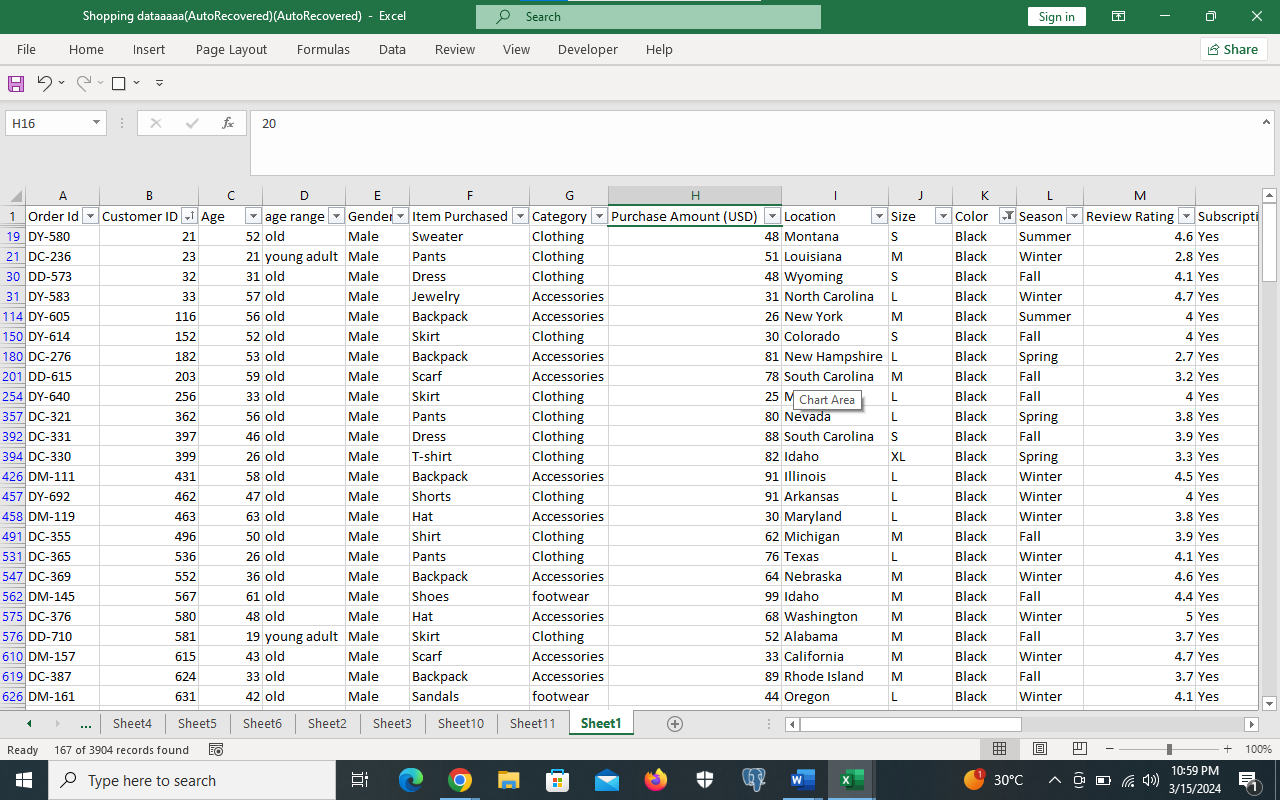 Shopping dataaaaa(AutoRecovered)(AutoRecovered) - Excel
Search
Sign in
File Home Insert Page Layout Formulas Data Review View Developer Help
Share
H16 fx 20
A B C D E F G H I J K L M
1 Order Id Customer ID Age age range Gender Item Purchased Category Purchase Amount (USD) Location Size Color Season Review Rating Subscripti
19 DY-580 21 52 old Male Sweater Clothing 48 Montana S Black Summer 4.6 Yes
21 DC-236 23 21 young adult Male Pants Clothing 51 Louisiana M Black Winter 2.8 Yes
30 DD-573 32 31 old Male Dress Clothing 48 Wyoming S Black Fall 4.1 Yes
31 DY-583 33 57 old Male Jewelry Accessories 31 North Carolina L Black Winter 4.7 Yes
114 DY-605 116 56 old Male Backpack Accessories 26 New York M Black Summer 4 Yes
150 DY-614 152 52 old Male Skirt Clothing 30 Colorado S Black Fall 4 Yes
180 DC-276 182 53 old Male Backpack Accessories 81 New Hampshire L Black Spring 2.7 Yes
201 DD-615 203 59 old Male Scarf Accessories 78 South Carolina M Black Fall 3.2 Yes
254 DY-640 256 33 old Male Skirt Clothing 25 Chart Area L Black Fall 4 Yes
357 DC-321 362 56 old Male Pants Clothing 80 Nevada L Black Spring 3.8 Yes
392 DC-331 397 46 old Male Dress Clothing 88 South Carolina S Black Fall 3.9 Yes
394 DC-330 399 26 old Male T-shirt Clothing 82 Idaho XL Black Spring 3.3 Yes
426 DM-111 431 58 old Male Backpack Accessories 91 Illinois L Black Winter 4.5 Yes
457 DY-692 462 47 old Male Shorts Clothing 91 Arkansas L Black Winter 4 Yes
458 DM-119 463 63 old Male Hat Accessories 30 Maryland L Black Winter 3.8 Yes
491 DC-355 496 50 old Male Shirt Clothing 62 Michigan M Black Fall 3.9 Yes
531 DC-365 536 26 old Male Pants Clothing 76 Texas L Black Winter 4.1 Yes
547 DC-369 552 36 old Male Backpack Accessories 64 Nebraska M Black Winter 4.6 Yes
562 DM-145 567 61 old Male Shoes footwear 99 Idaho M Black Fall 4.4 Yes
575 DC-376 580 48 old Male Hat Accessories 68 Washington M Black Winter 5 Yes
576 DD-710 581 19 young adult Male Skirt Clothing 52 Alabama M Black Fall 3.7 Yes
610 DM-157 615 43 old Male Scarf Accessories 33 California M Black Winter 4.7 Yes
619 DC-387 624 33 old Male Backpack Accessories 89 Rhode Island M Black Fall 3.7 Yes
626 DM-161 631 42 old Male Sandals footwear 44 Oregon L Black Winter 4.1 Yes
... Sheet4 Sheet5 Sheet6 Sheet2 Sheet3 Sheet10 Sheet11 Sheet1
Ready 167 of 3904 records found 100%
Type here to search
1 30°C
10:59 PM
3/15/2024
1